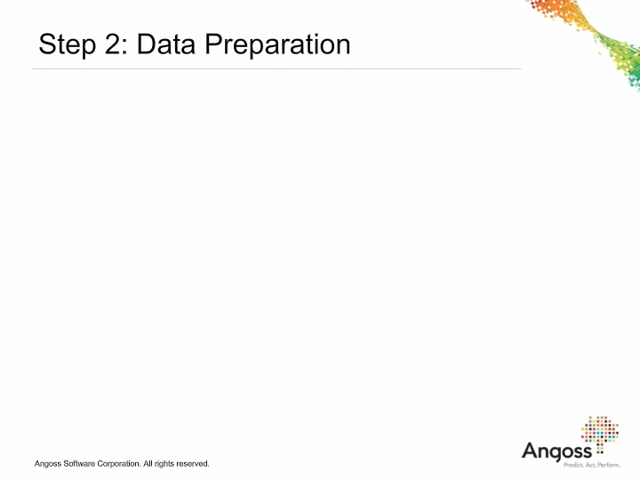 Step 2: Data Preparation
Angoss
Predict. Act. Perform.
Angoss Software Corporation. All rights reserved.